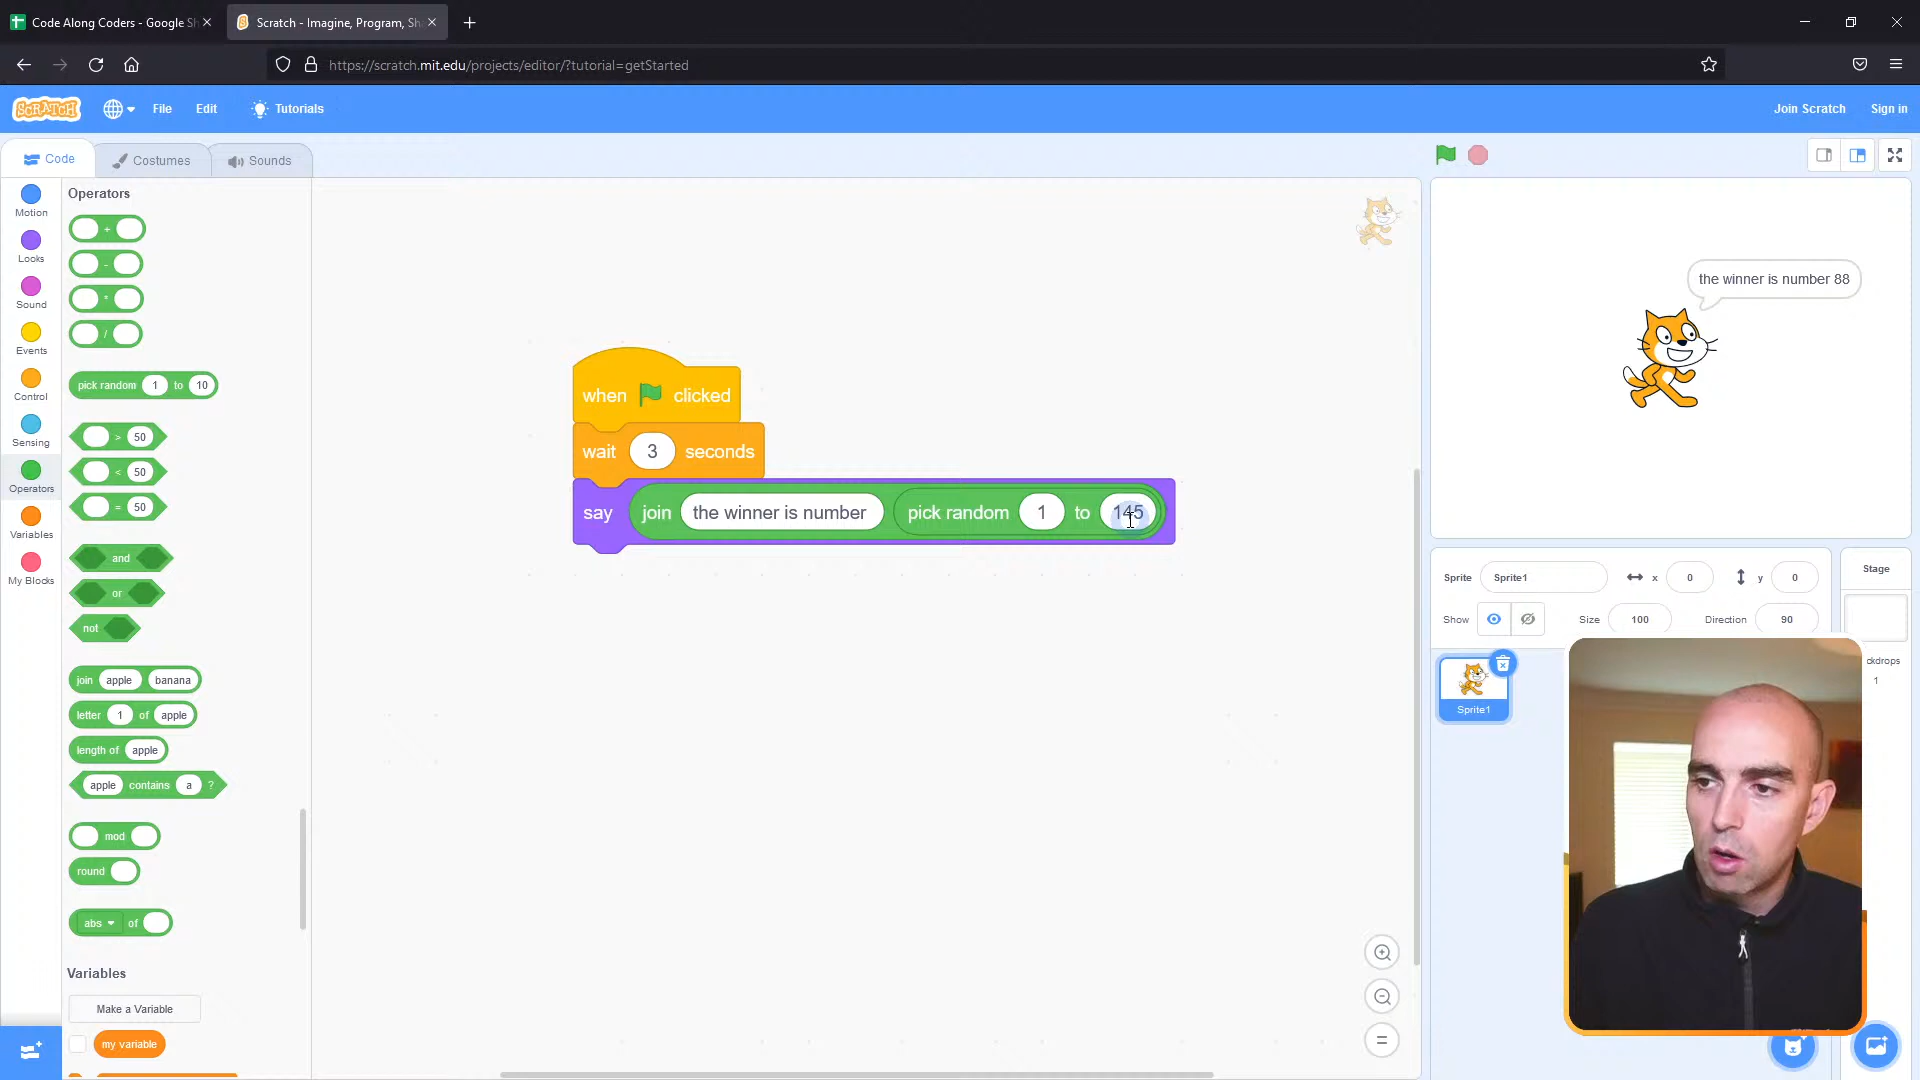 Code Along Coders - Google Sh
Scratch - Imagine, Program, Sh
https://scratch.mit.edu/projects/editor/?tutorial=getStarted
SCRATCH
File
Edit
Tutorials
Join Scratch
Sign in
Code
Costumes
Sounds
Motion
Looks
Sound
Events
Control
Sensing
Operators
Variables
My Blocks
Operators
+
-
*
/
pick random 1 to 10
> 50
< 50
= 50
and
or
not
join apple banana
letter 1 of apple
length of apple
apple contains a ?
mod
round
abs of
Variables
Make a Variable
my variable
when clicked
wait 3 seconds
say join the winner is number pick random 1 to 145
the winner is number 88
Sprite Sprite1 x 0 y 0
Show Size 100 Direction 90
Sprite1
Stage
ckdrops
1